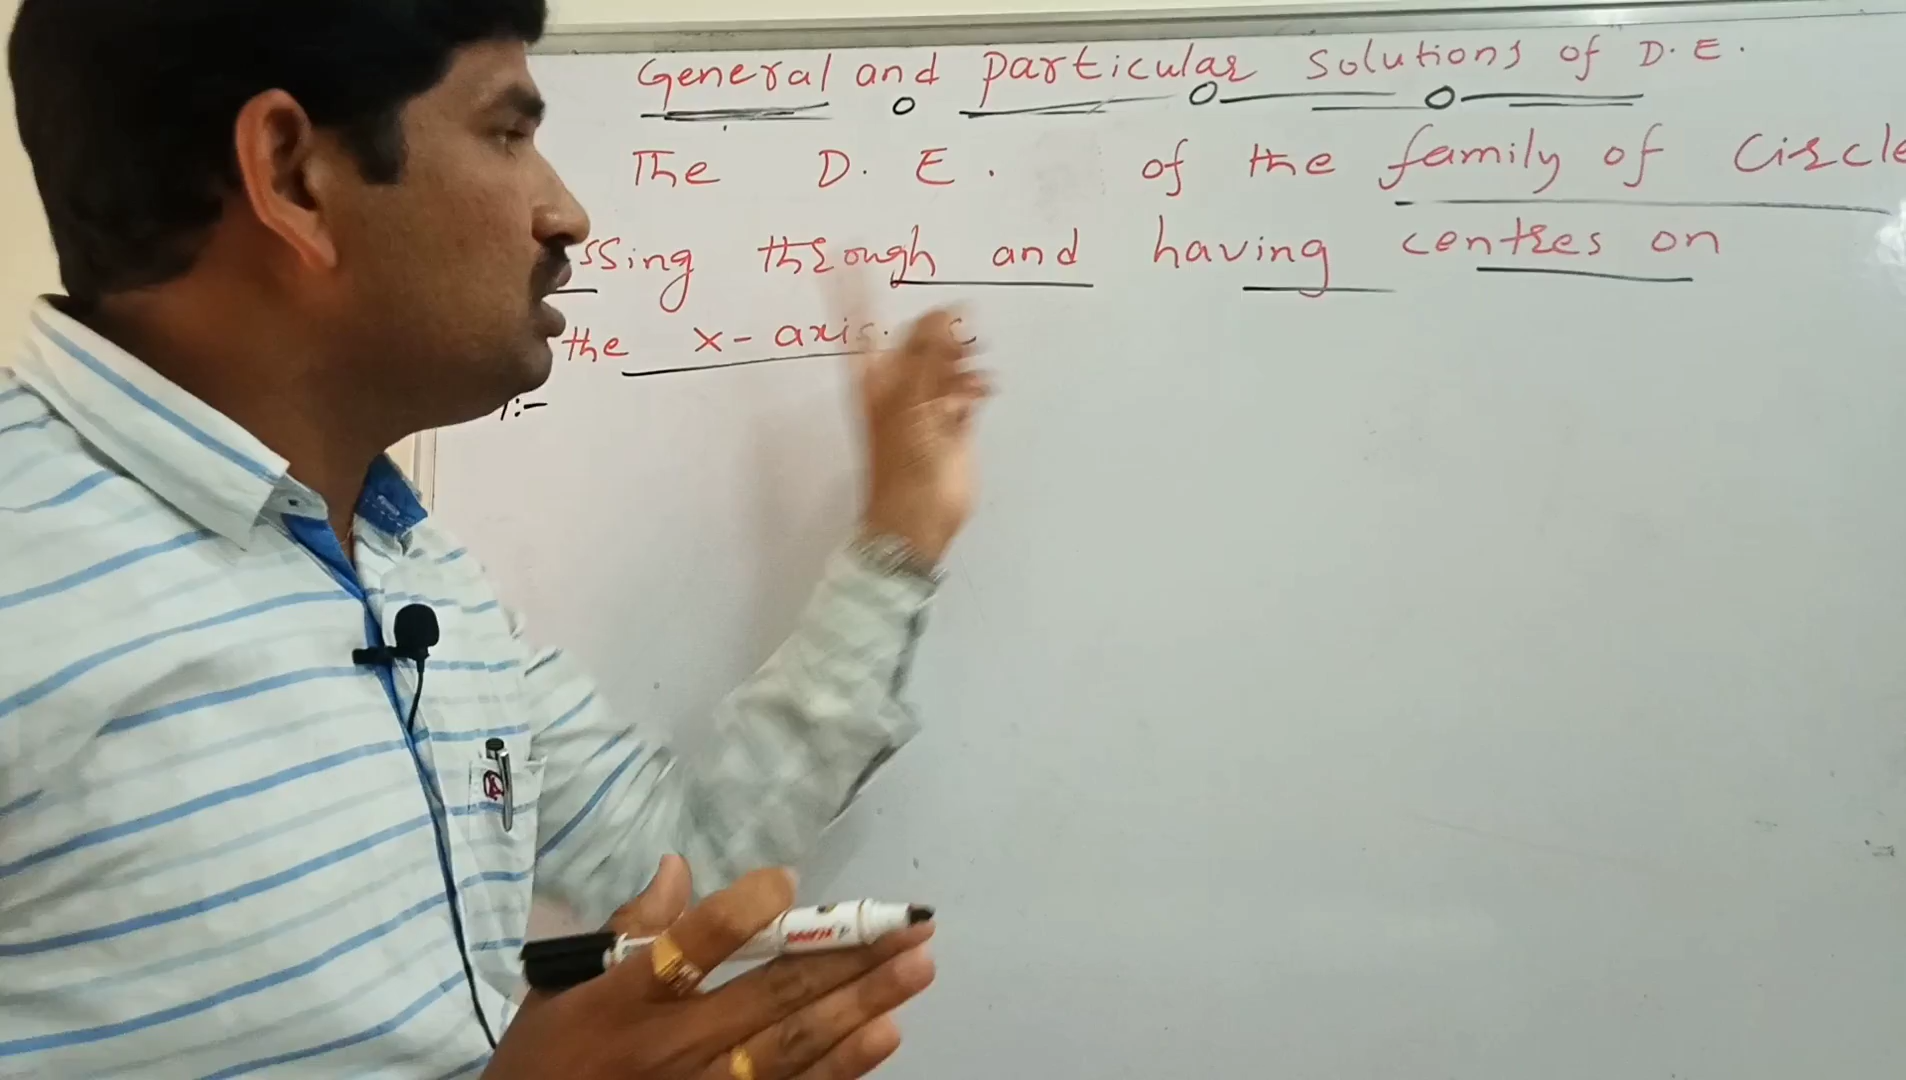 General and particular solutions of D.E.
The D.E. of the family of Circle
ssing through and having centres on
the x-axis.
:-